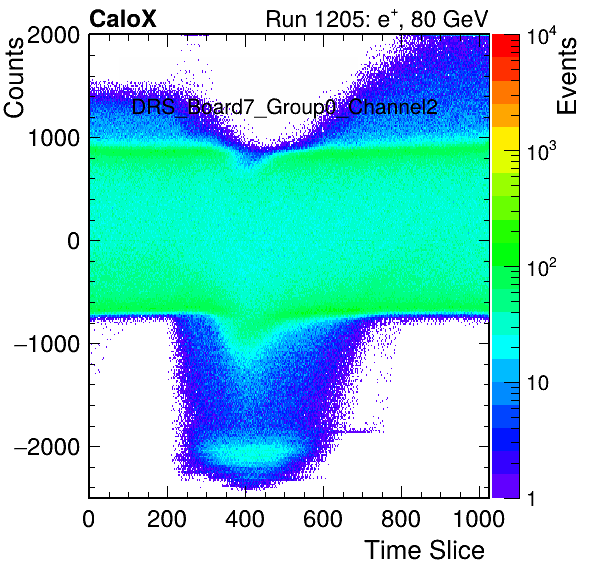 CaloX Run 1205: e⁺, 80 GeV
DRS_Board7_Group0_Channel2
Counts
2000
1000
0
−1000
−2000
0 200 400 600 800 1000
Time Slice
Events
10⁴
10³
10²
10
1